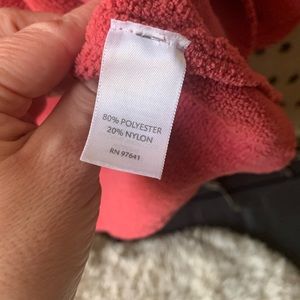 80% POLYESTER
20% NYLON
RN 97641